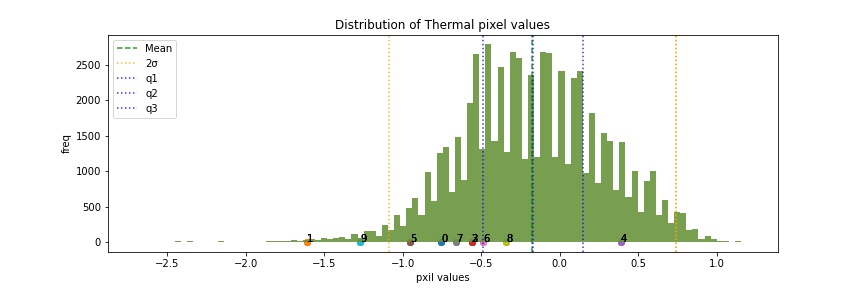 Distribution of Thermal pixel values
Mean
2σ
q1
q2
q3
freq
2500
2000
1500
1000
500
0
1
9
5
0
7
3
6
8
4
−2.5
−2.0
−1.5
−1.0
−0.5
0.0
0.5
1.0
pxil values